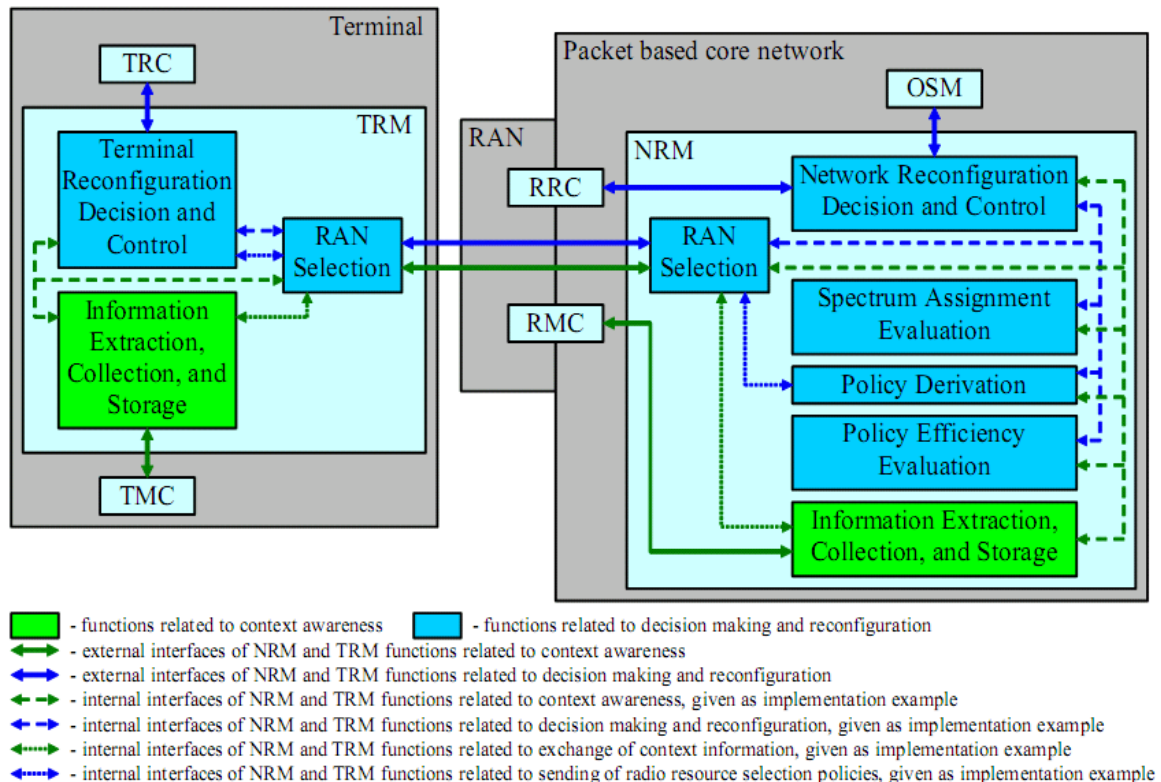 Terminal
TRC
TRM
Terminal
Reconfiguration
Decision and
Control
RAN
Selection
Information
Extraction,
Collection, and
Storage
TMC
Packet based core network
OSM
RAN
NRM
RRC
Network Reconfiguration
Decision and Control
RAN
Selection
Spectrum Assignment
Evaluation
RMC
Policy Derivation
Policy Efficiency
Evaluation
Information Extraction,
Collection, and Storage
- functions related to context awareness
- functions related to decision making and reconfiguration
- external interfaces of NRM and TRM functions related to context awareness
- external interfaces of NRM and TRM functions related to decision making and reconfiguration
- internal interfaces of NRM and TRM functions related to context awareness, given as implementation example
- internal interfaces of NRM and TRM functions related to decision making and reconfiguration, given as implementation example
- internal interfaces of NRM and TRM functions related to exchange of context information, given as implementation example
- internal interfaces of NRM and TRM functions related to sending of radio resource selection policies, given as implementation example